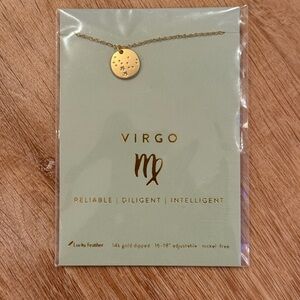 VIRGO
RELIABLE | DILIGENT | INTELLIGENT
Lucky Feather 14k gold dipped · 16-18" adjustable · nickel-free